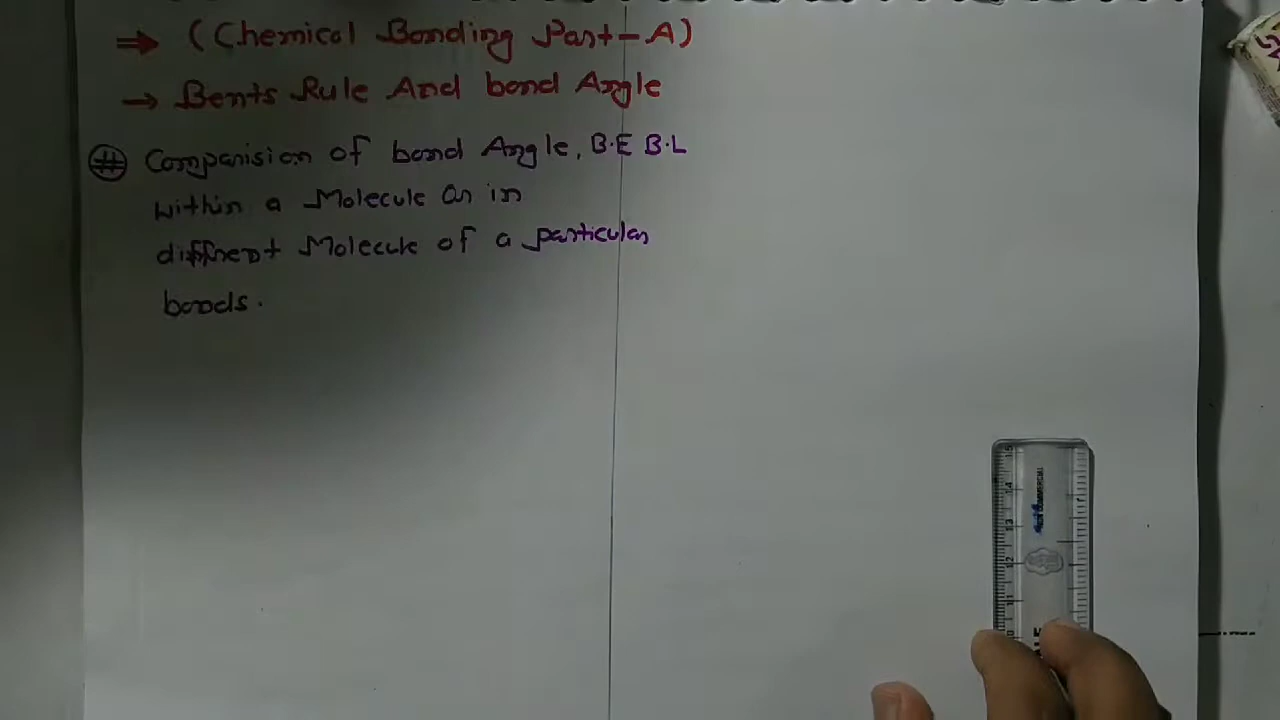 ⇒ (Chemical Bonding Part-A)
→ Bents Rule And bond Angle
# Comparision of bond Angle, B.E B.L
within a Molecule or in
diffrent Molecule of a particular
bonds.